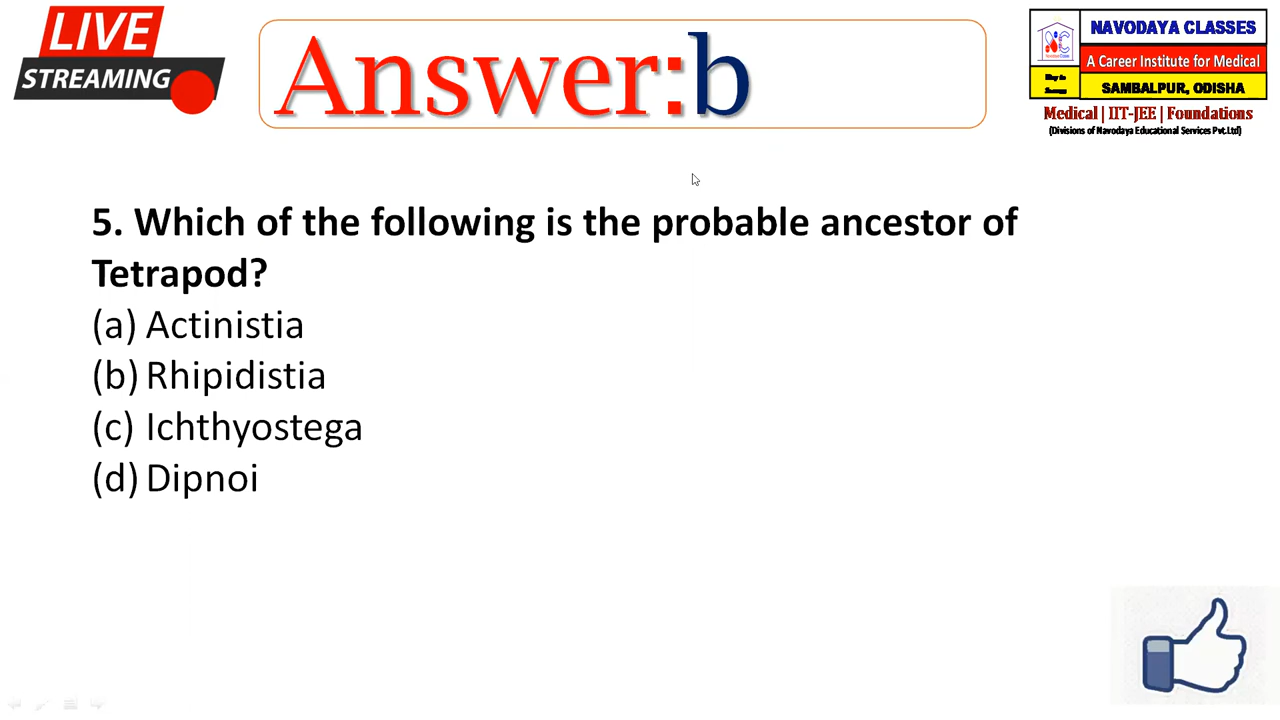 LIVE
STREAMING
Answer:b
NAVODAYA CLASSES
A Career Institute for Medical
SAMBALPUR, ODISHA
Medical | IIT-JEE | Foundations
(Divisions of Navodaya Educational Services Pvt.Ltd)
5. Which of the following is the probable ancestor of
Tetrapod?
(a) Actinistia
(b) Rhipidistia
(c) Ichthyostega
(d) Dipnoi